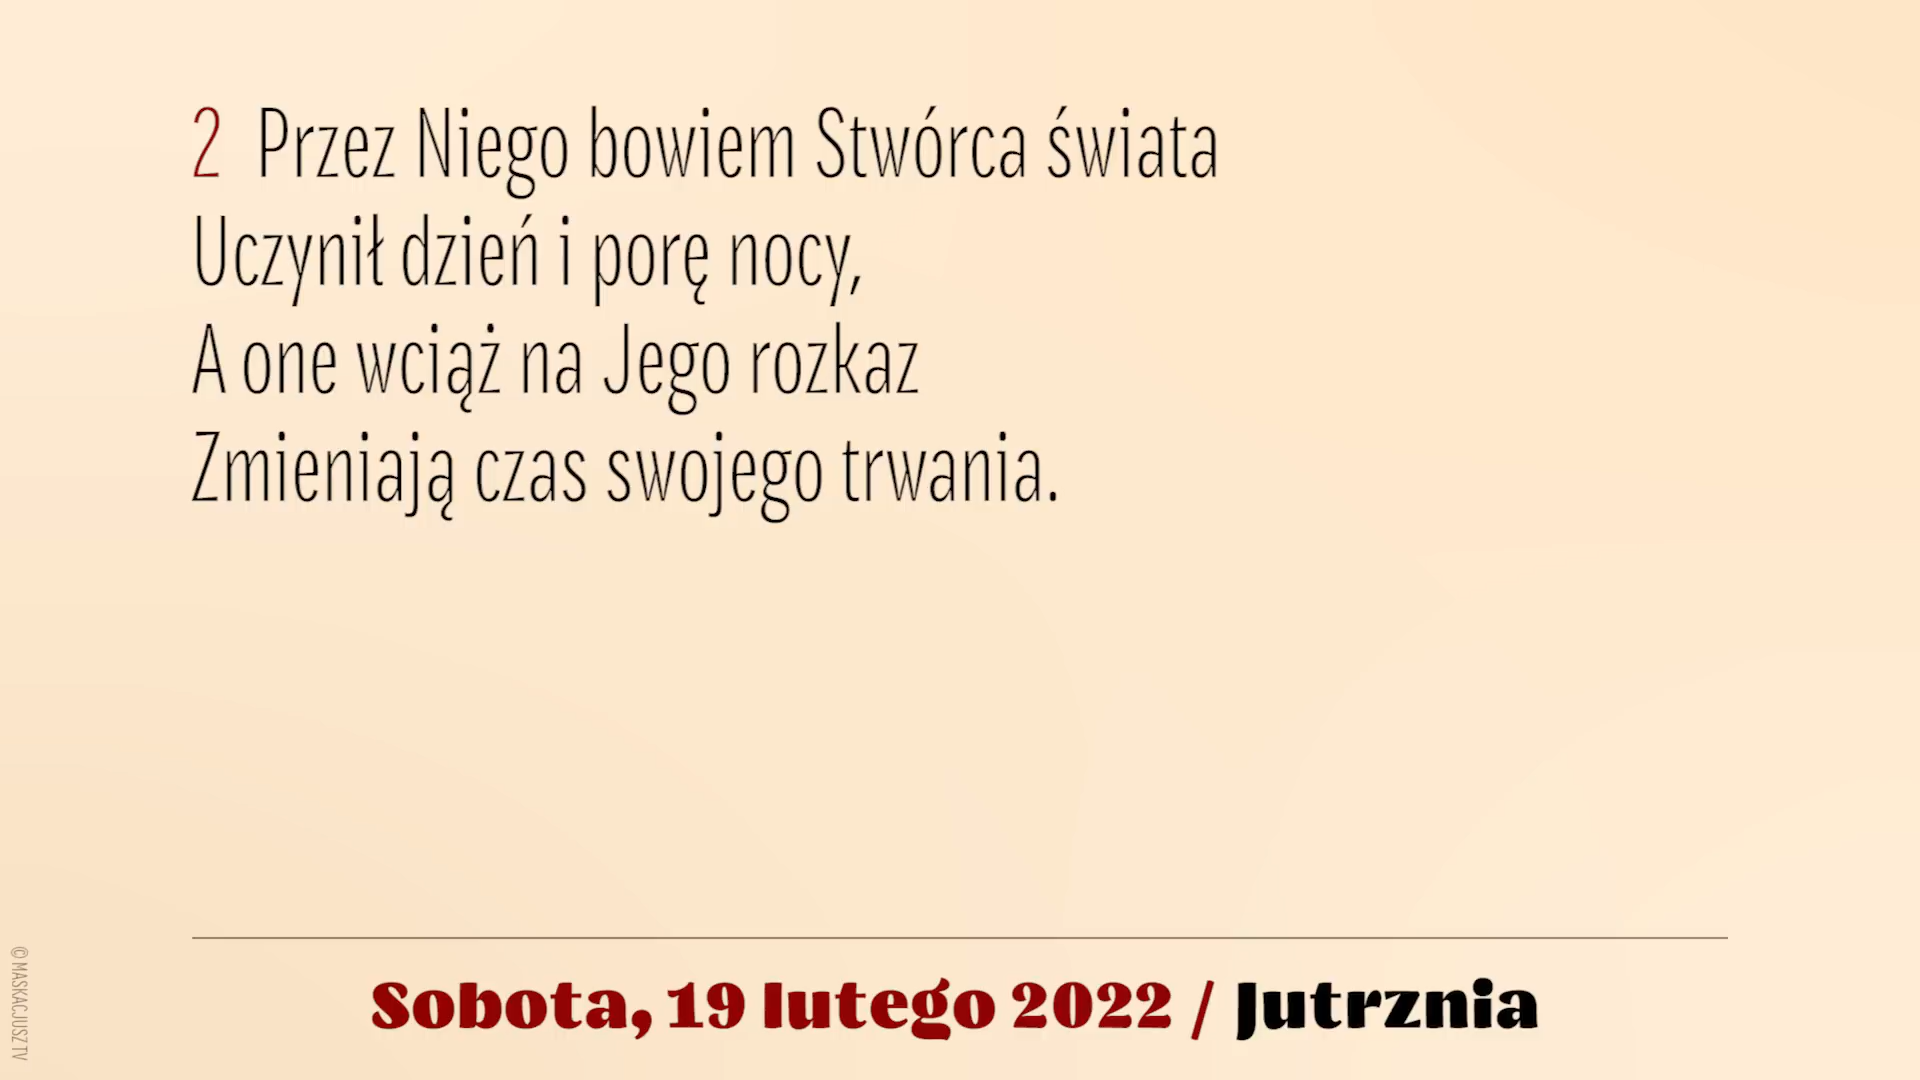 2 Przez Niego bowiem Stwórca świata
Uczynił dzień i porę nocy,
A one wciąż na Jego rozkaz
Zmieniają czas swojego trwania.
Sobota, 19 lutego 2022 / Jutrznia
© MASKACJUSZ TV